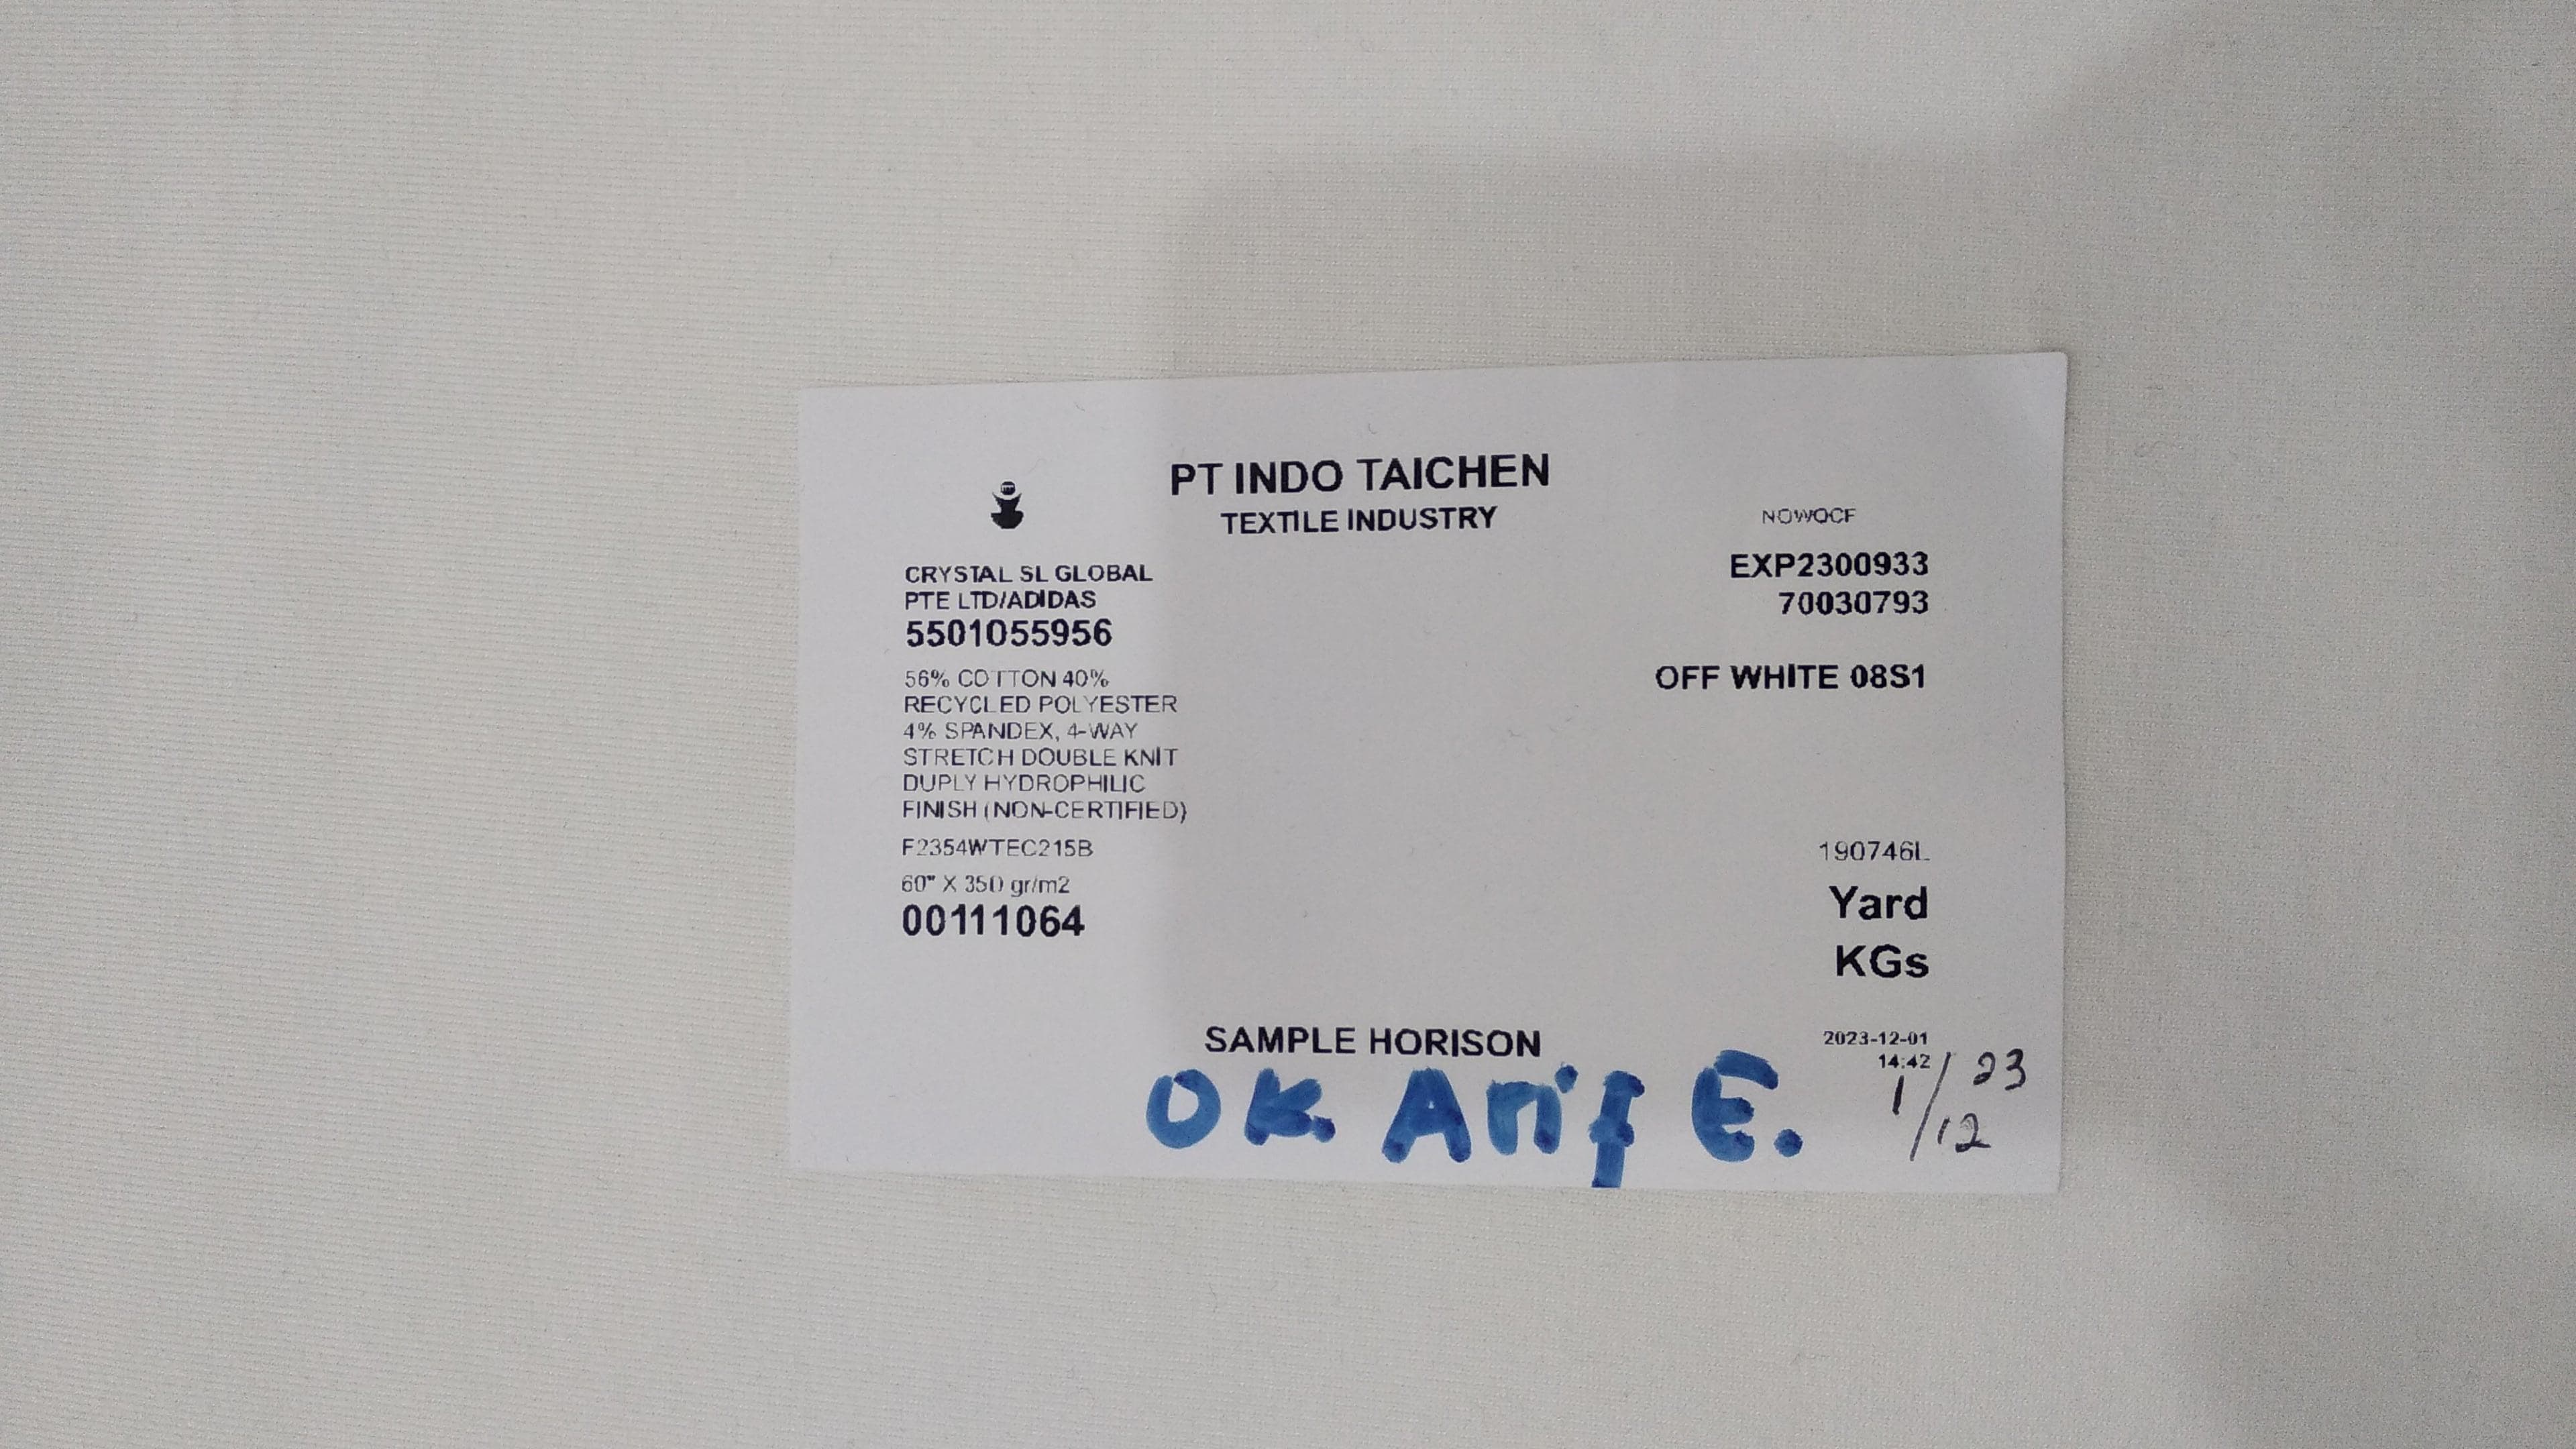 PT INDO TAICHEN
TEXTILE INDUSTRY
NOWOCF
CRYSTAL SL GLOBAL
PTE LTD/ADIDAS
5501055956
EXP2300933
70030793
56% COTTON 40%
RECYCLED POLYESTER
4% SPANDEX, 4-WAY
STRETCH DOUBLE KNIT
DUPLY HYDROPHILIC
FINISH (NON-CERTIFIED)
OFF WHITE 08S1
F2354WTEC215B
60" X 350 gr/m2
00111064
190746L
Yard
KGs
SAMPLE HORISON
2023-12-01
14:42
OK. Arif E.
1/12 23